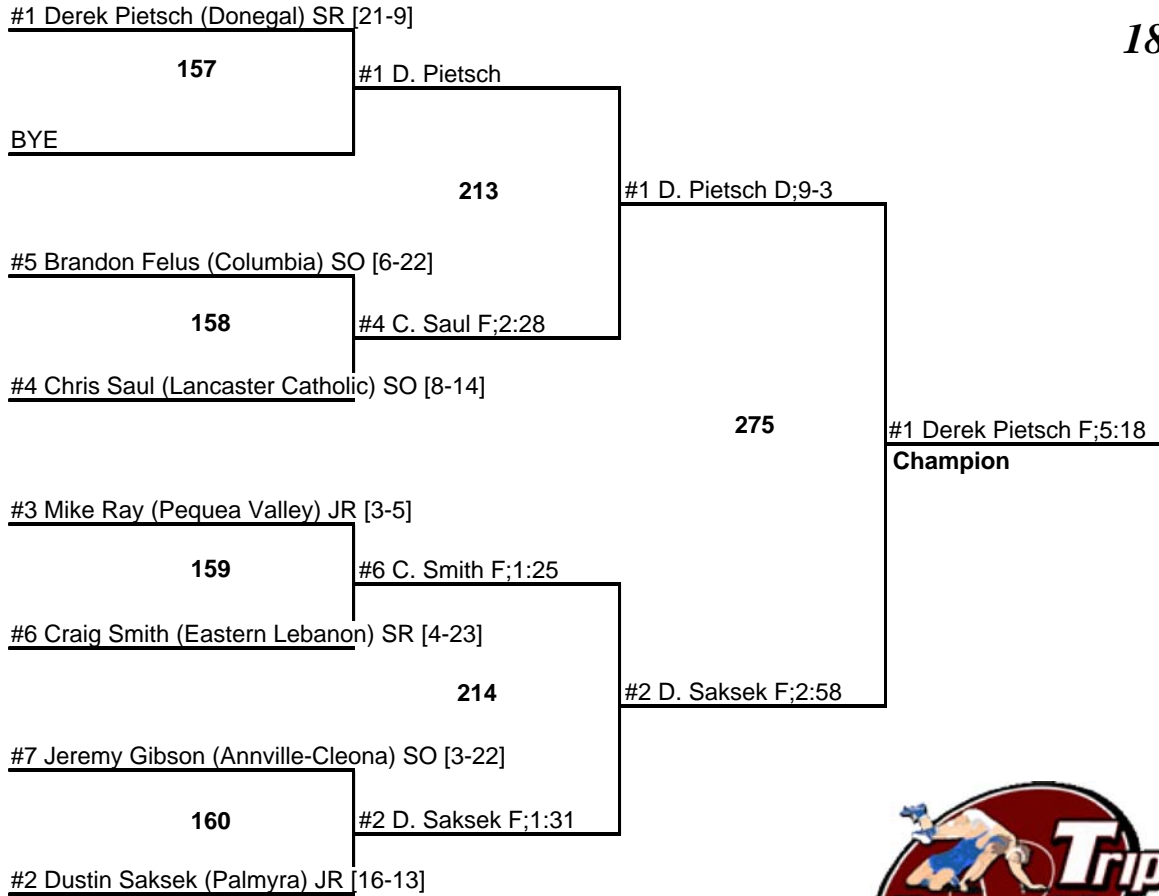 #1 Derek Pietsch (Donegal) SR [21-9]
18
157
#1 D. Pietsch
BYE
213
#1 D. Pietsch D;9-3
#5 Brandon Felus (Columbia) SO [6-22]
158
#4 C. Saul F;2:28
#4 Chris Saul (Lancaster Catholic) SO [8-14]
275
#1 Derek Pietsch F;5:18
Champion
#3 Mike Ray (Pequea Valley) JR [3-5]
159
#6 C. Smith F;1:25
#6 Craig Smith (Eastern Lebanon) SR [4-23]
214
#2 D. Saksek F;2:58
#7 Jeremy Gibson (Annville-Cleona) SO [3-22]
160
#2 D. Saksek F;1:31
Trip
#2 Dustin Saksek (Palmyra) JR [16-13]